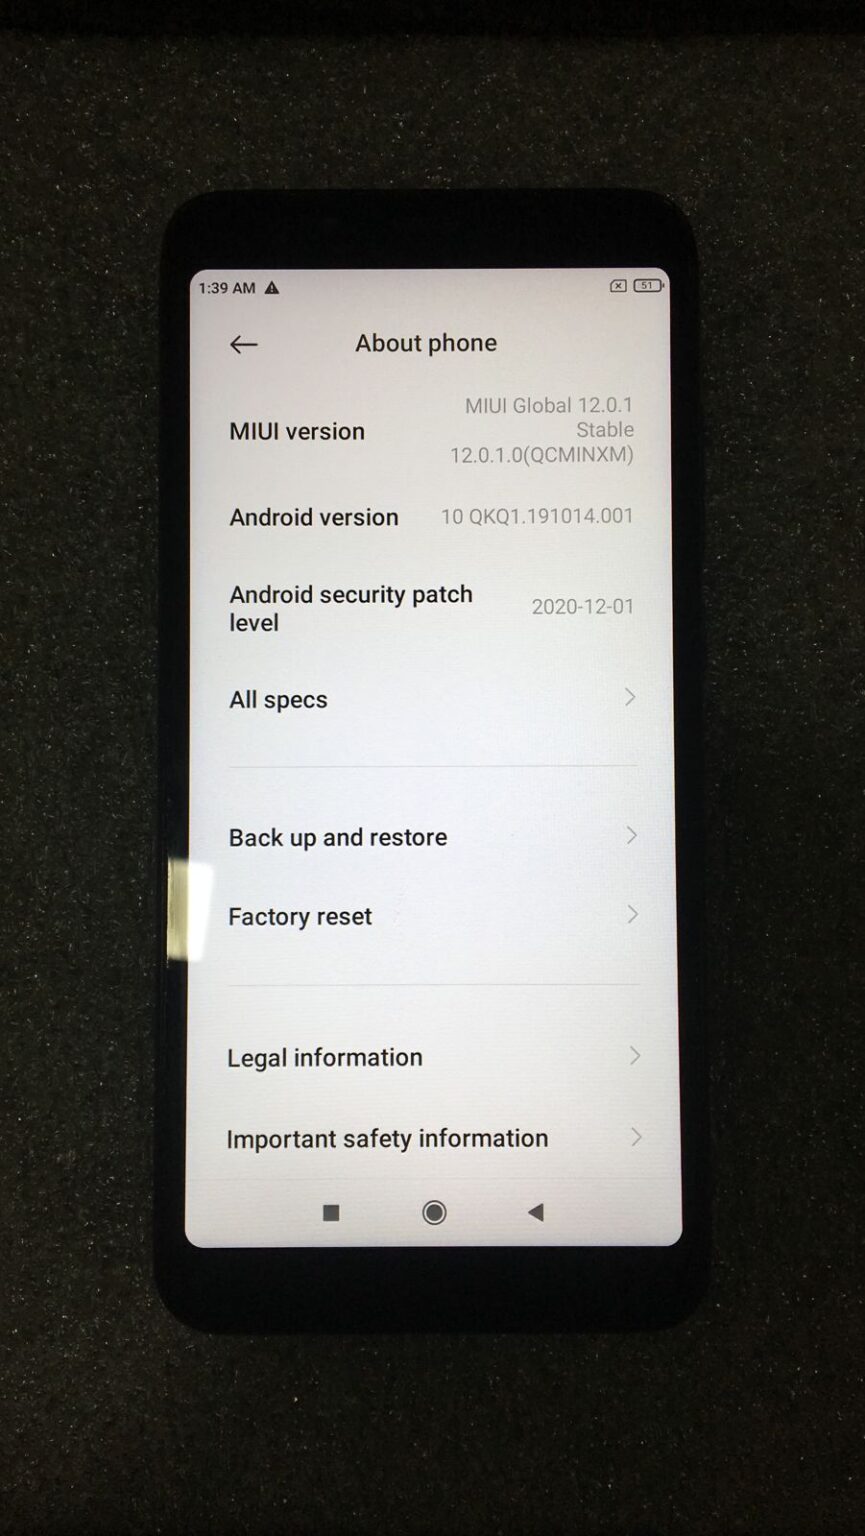 1:39 AM 51
About phone
MIUI version
MIUI Global 12.0.1
Stable
12.0.1.0(QCMINXM)
Android version 10 QKQ1.191014.001
Android security patch
level
2020-12-01
All specs
Back up and restore
Factory reset
Legal information
Important safety information